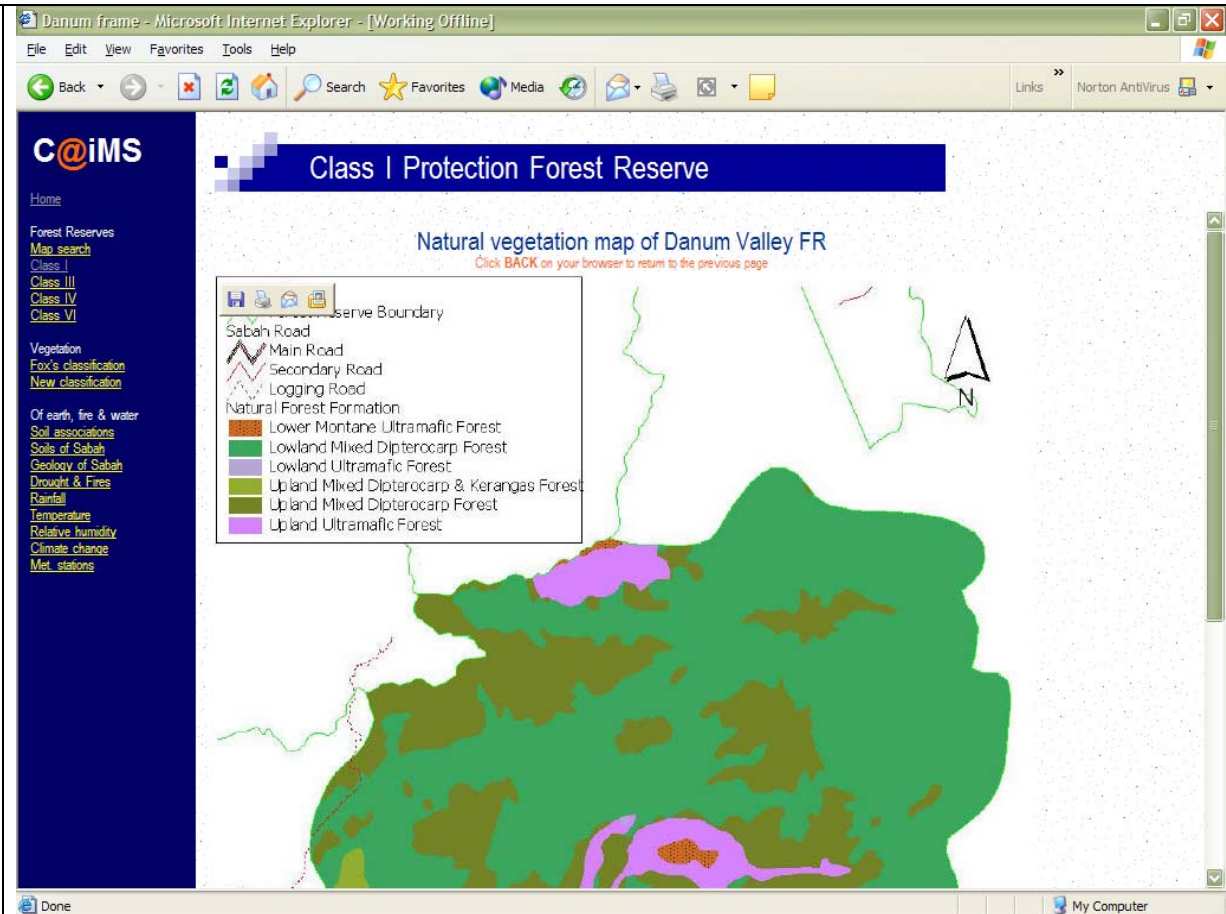 Danum frame - Microsoft Internet Explorer - [Working Offline]
File Edit View Favorites Tools Help
Back Search Favorites Media Links Norton AntiVirus
C@iMS
Home
Forest Reserves
Map search
Class I
Class III
Class IV
Class VI
Vegetation
Fox's classification
New classification
Of earth, fire & water
Soil associations
Soils of Sabah
Geology of Sabah
Drought & Fires
Rainfall
Temperature
Relative humidity
Climate change
Met. stations
Class I Protection Forest Reserve
Natural vegetation map of Danum Valley FR
Click BACK on your browser to return to the previous page
Boundary
Sabah Road
Main Road
Secondary Road
Logging Road
Natural Forest Formation
Lower Montane Ultramafic Forest
Lowland Mixed Dipterocarp Forest
Lowland Ultramafic Forest
Upland Mixed Dipterocarp & Kerangas Forest
Upland Mixed Dipterocarp Forest
Upland Ultramafic Forest
N
Done My Computer